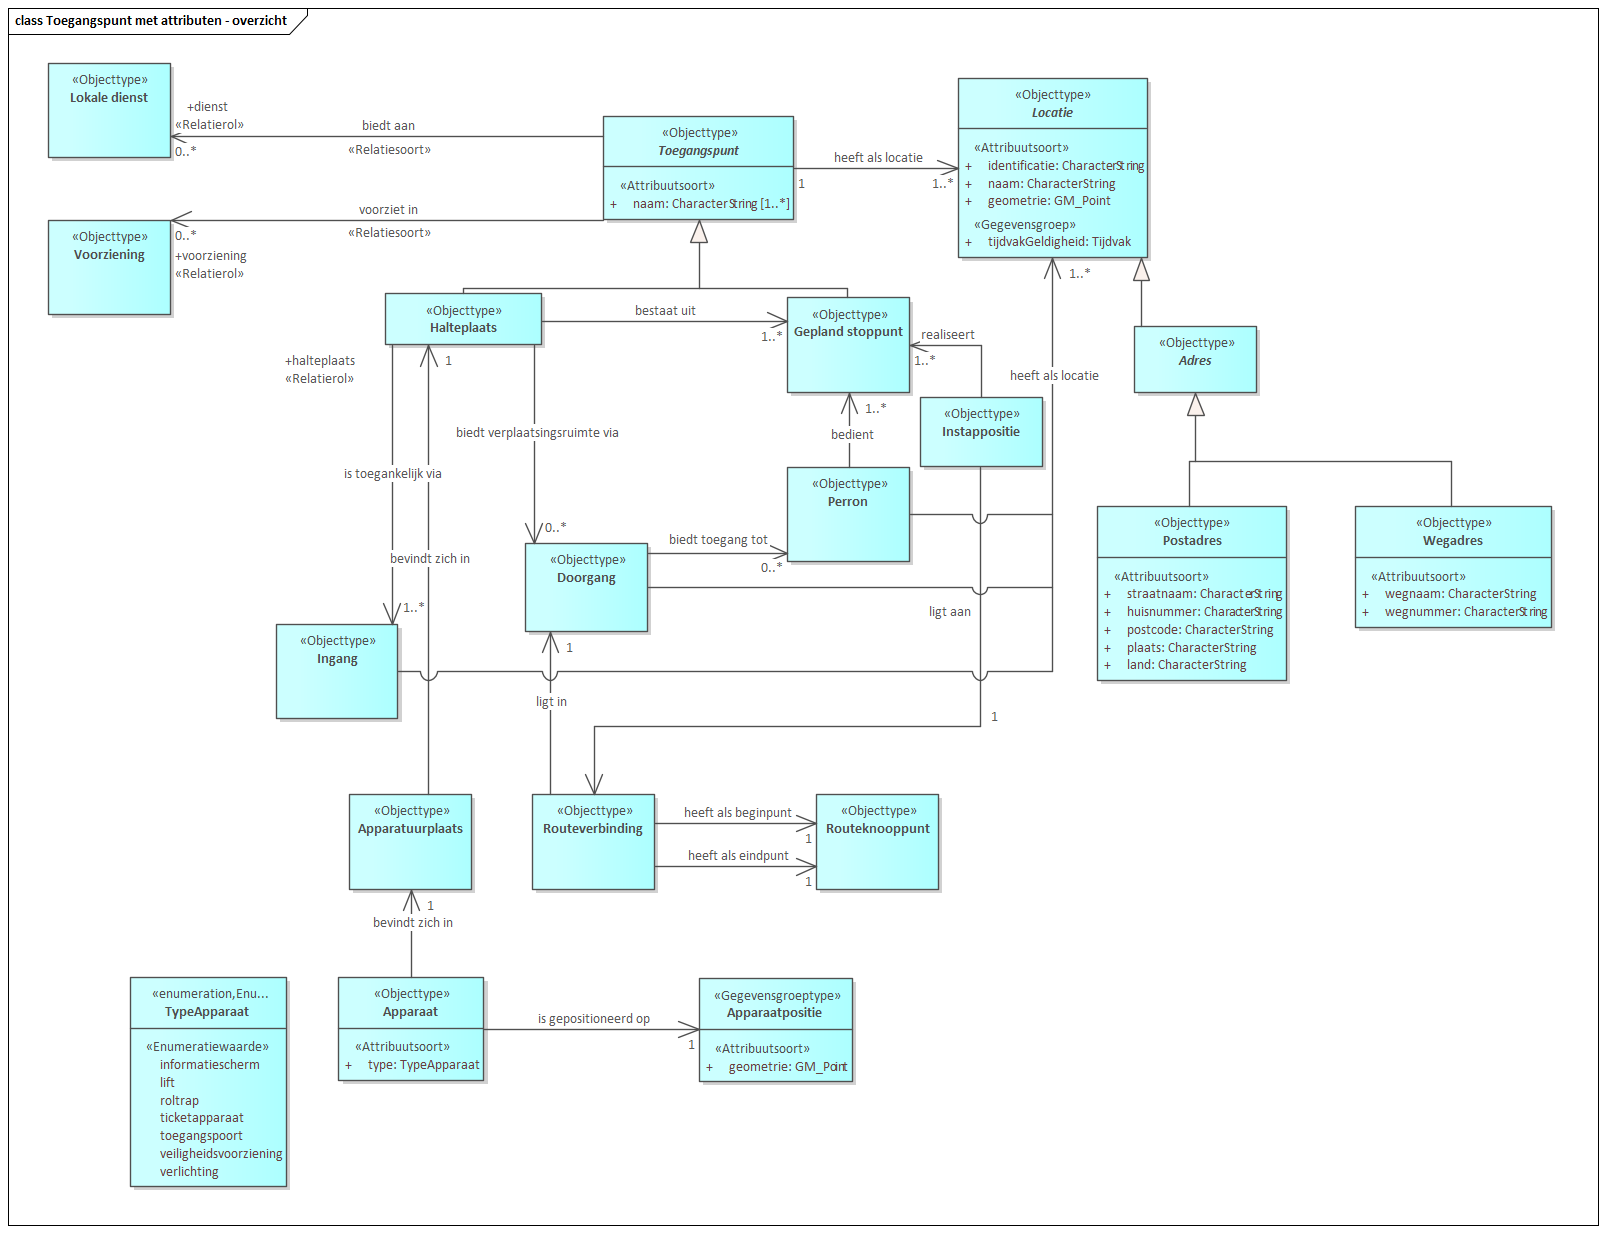 class Toegangspunt met attributen - overzicht
«Objecttype»
Lokale dienst
+dienst
«Relatierol»
0..*
biedt aan
«Relatiesoort»
«Objecttype»
Toegangspunt
«Attribuutsoort»
+ naam: CharacterString [1..*]
heeft als locatie
1
1..*
«Objecttype»
Locatie
«Attribuutsoort»
+ identificatie: CharacterString
+ naam: CharacterString
+ geometrie: GM_Point
«Gegevensgroep»
+ tijdvakGeldigheid: Tijdvak
«Objecttype»
Voorziening
voorziet in
«Relatiesoort»
0..*
+voorziening
«Relatierol»
«Objecttype»
Halteplaats
bestaat uit
1..*
«Objecttype»
Gepland stoppunt
realiseert
1..*
1..*
«Objecttype»
Adres
+halteplaats
«Relatierol»
1
heeft als locatie
1..*
bedient
«Objecttype»
Instappositie
biedt verplaatsingsruimte via
is toegankelijk via
«Objecttype»
Perron
0..*
biedt toegang tot
0..*
bevindt zich in
«Objecttype»
Doorgang
«Objecttype»
Postadres
«Attribuutsoort»
+ straatnaam: CharacterString
+ huisnummer: CharacterString
+ postcode: CharacterString
+ plaats: CharacterString
+ land: CharacterString
«Objecttype»
Wegadres
«Attribuutsoort»
+ wegnaam: CharacterString
+ wegnummer: CharacterString
1..*
ligt aan
«Objecttype»
Ingang
1
ligt in
1
«Objecttype»
Apparatuurplaats
«Objecttype»
Routeverbinding
heeft als beginpunt
1
heeft als eindpunt
1
«Objecttype»
Routeknooppunt
1
bevindt zich in
«enumeration,Enu...
TypeApparaat
«Enumeratiewaarde»
informatiescherm
lift
roltrap
ticketapparaat
toegangspoort
veiligheidsvoorziening
verlichting
«Objecttype»
Apparaat
«Attribuutsoort»
+ type: TypeApparaat
is gepositioneerd op
1
«Gegevensgroeptype»
Apparaatpositie
«Attribuutsoort»
+ geometrie: GM_Point